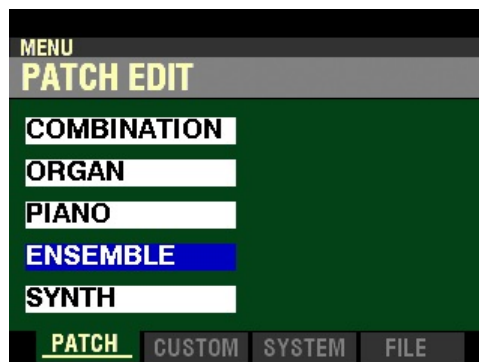 MENU
PATCH EDIT
COMBINATION
ORGAN
PIANO
ENSEMBLE
SYNTH
PATCH CUSTOM SYSTEM FILE